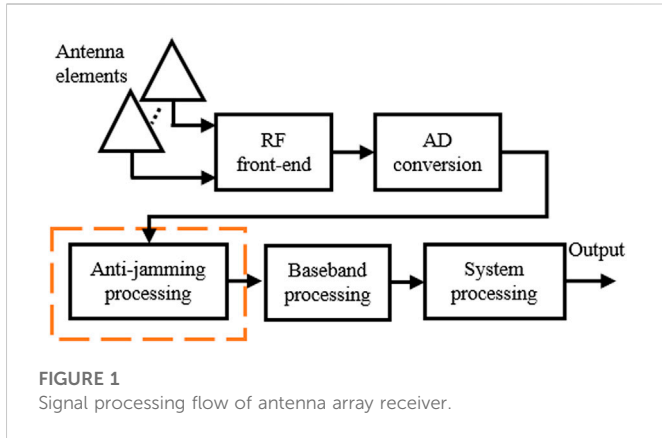 Antenna
elements
RF
front-end
AD
conversion
Anti-jamming
processing
Baseband
processing
System
processing
Output
FIGURE 1
Signal processing flow of antenna array receiver.